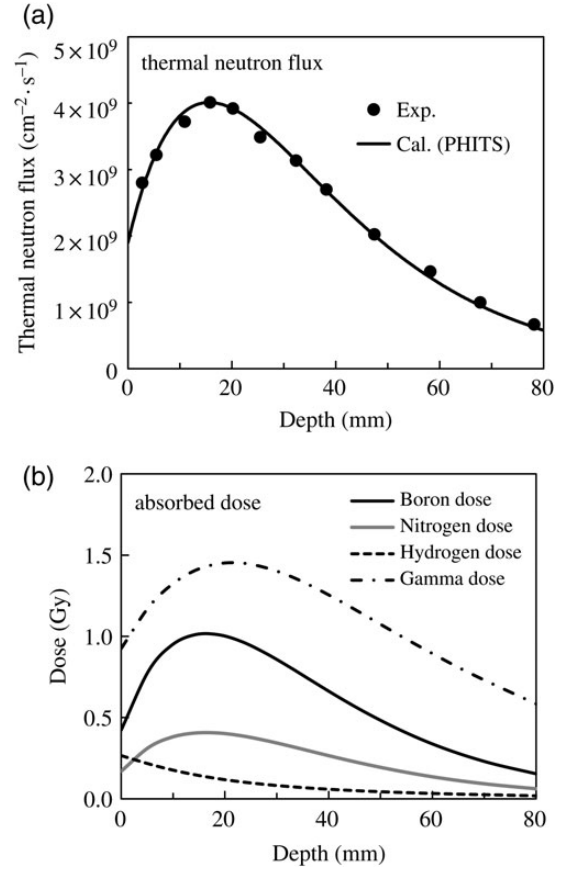 (a)
5×10⁹
4×10⁹
3×10⁹
2×10⁹
1×10⁹
0
Thermal neutron flux (cm⁻²·s⁻¹)
thermal neutron flux
Exp.
Cal. (PHITS)
0 20 40 60 80
Depth (mm)
(b)
2.0
1.5
1.0
0.5
0.0
Dose (Gy)
absorbed dose
Boron dose
Nitrogen dose
Hydrogen dose
Gamma dose
0 20 40 60 80
Depth (mm)